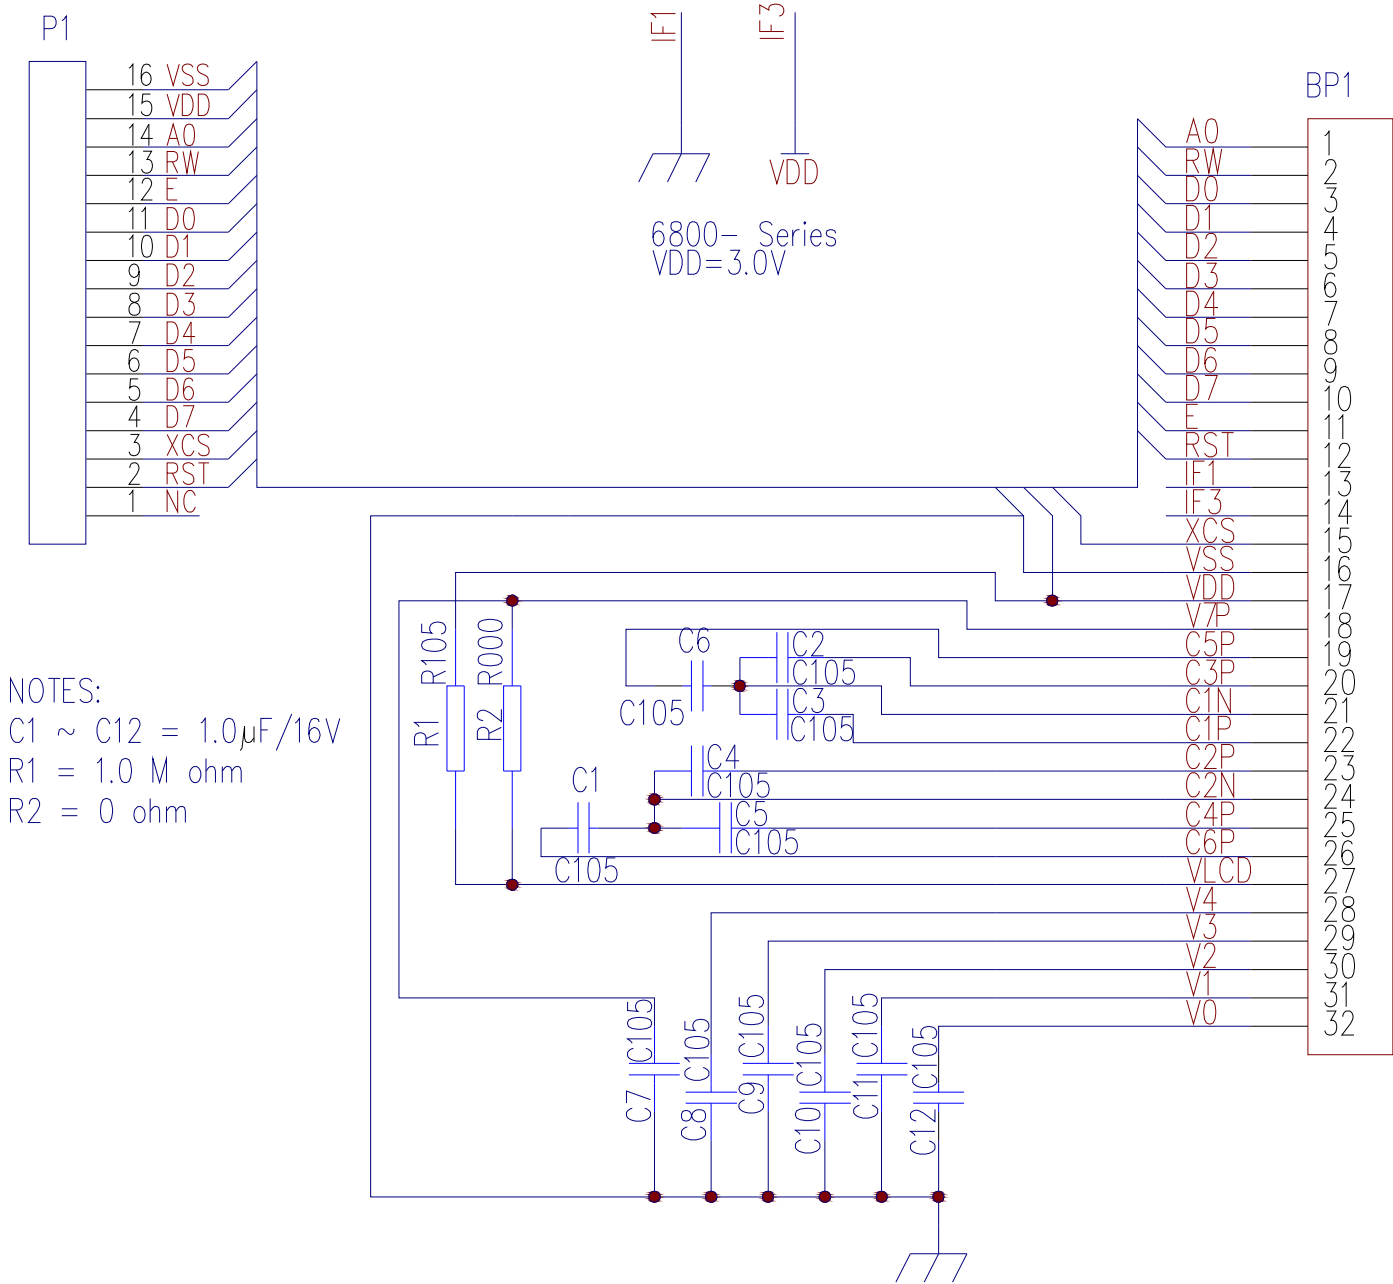 P1
16 VSS
15 VDD
14 A0
13 RW
12 E
11 D0
10 D1
9 D2
8 D3
7 D4
6 D5
5 D6
4 D7
3 XCS
2 RST
1 NC
IF1
IF3
VDD
6800- Series
VDD=3.0V
BP1
A0 1
RW 2
D0 3
D1 4
D2 5
D3 6
D4 7
D5 8
D6 9
D7 10
E 11
RST 12
IF1 13
IF3 14
XCS 15
VSS 16
VDD 17
V7P 18
C5P 19
C3P 20
C1N 21
C1P 22
C2P 23
C2N 24
C4P 25
C6P 26
VLCD 27
V4 28
V3 29
V2 30
V1 31
V0 32
R105
R1
R000
R2
C6
C105
C2
C105
C3
C105
C4
C105
C1
C105
C5
C105
NOTES:
C1 ~ C12 = 1.0μF/16V
R1 = 1.0 M ohm
R2 = 0 ohm
C105
C7
C105
C8
C105
C9
C105
C10
C105
C11
C105
C12